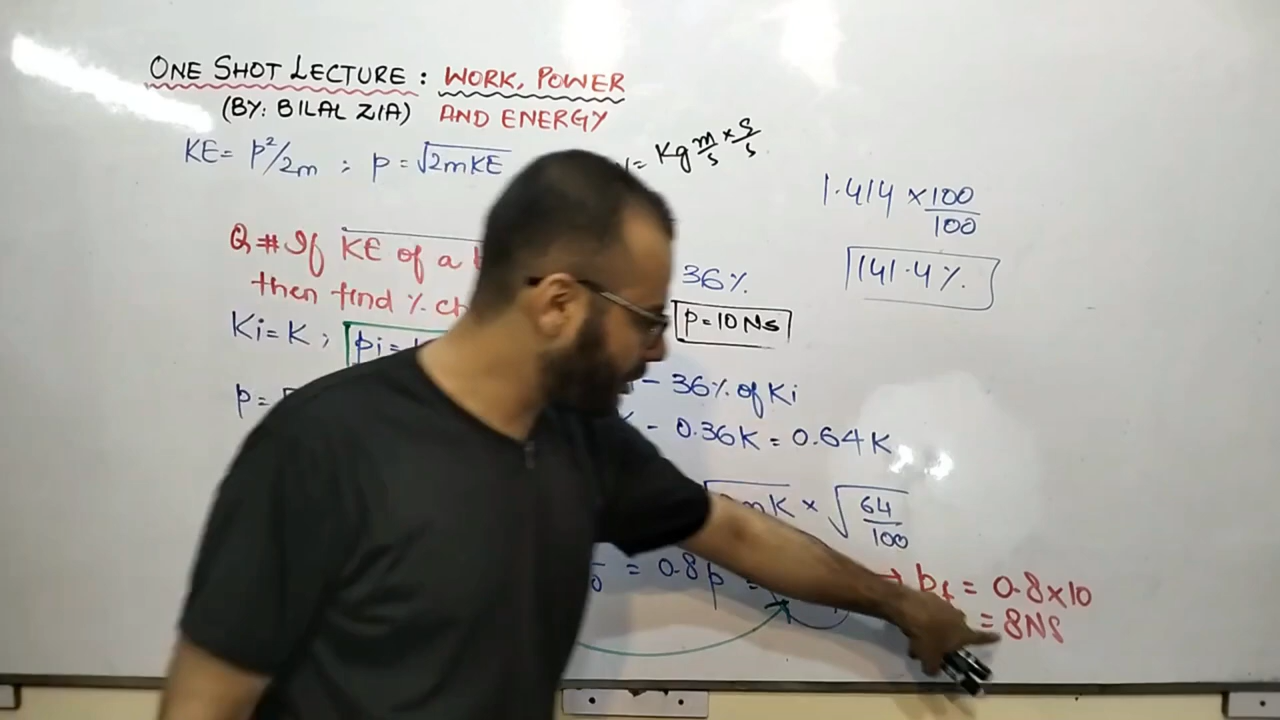 ONE SHOT LECTURE : WORK, POWER
(BY: BILAL ZIA) AND ENERGY
KE = P²/2m ; p = √2mKE
= Kg m/s × s/s
1.414 × 100/100
141.4%
Q # If KE of a
36%
then find % ch
p = 10 Ns
Ki = K ; pi =
- 36% of Ki
p =
- 0.36K = 0.64K
mK × √64/100
= 0.8p =
→ pf = 0.8×10
= 8NS